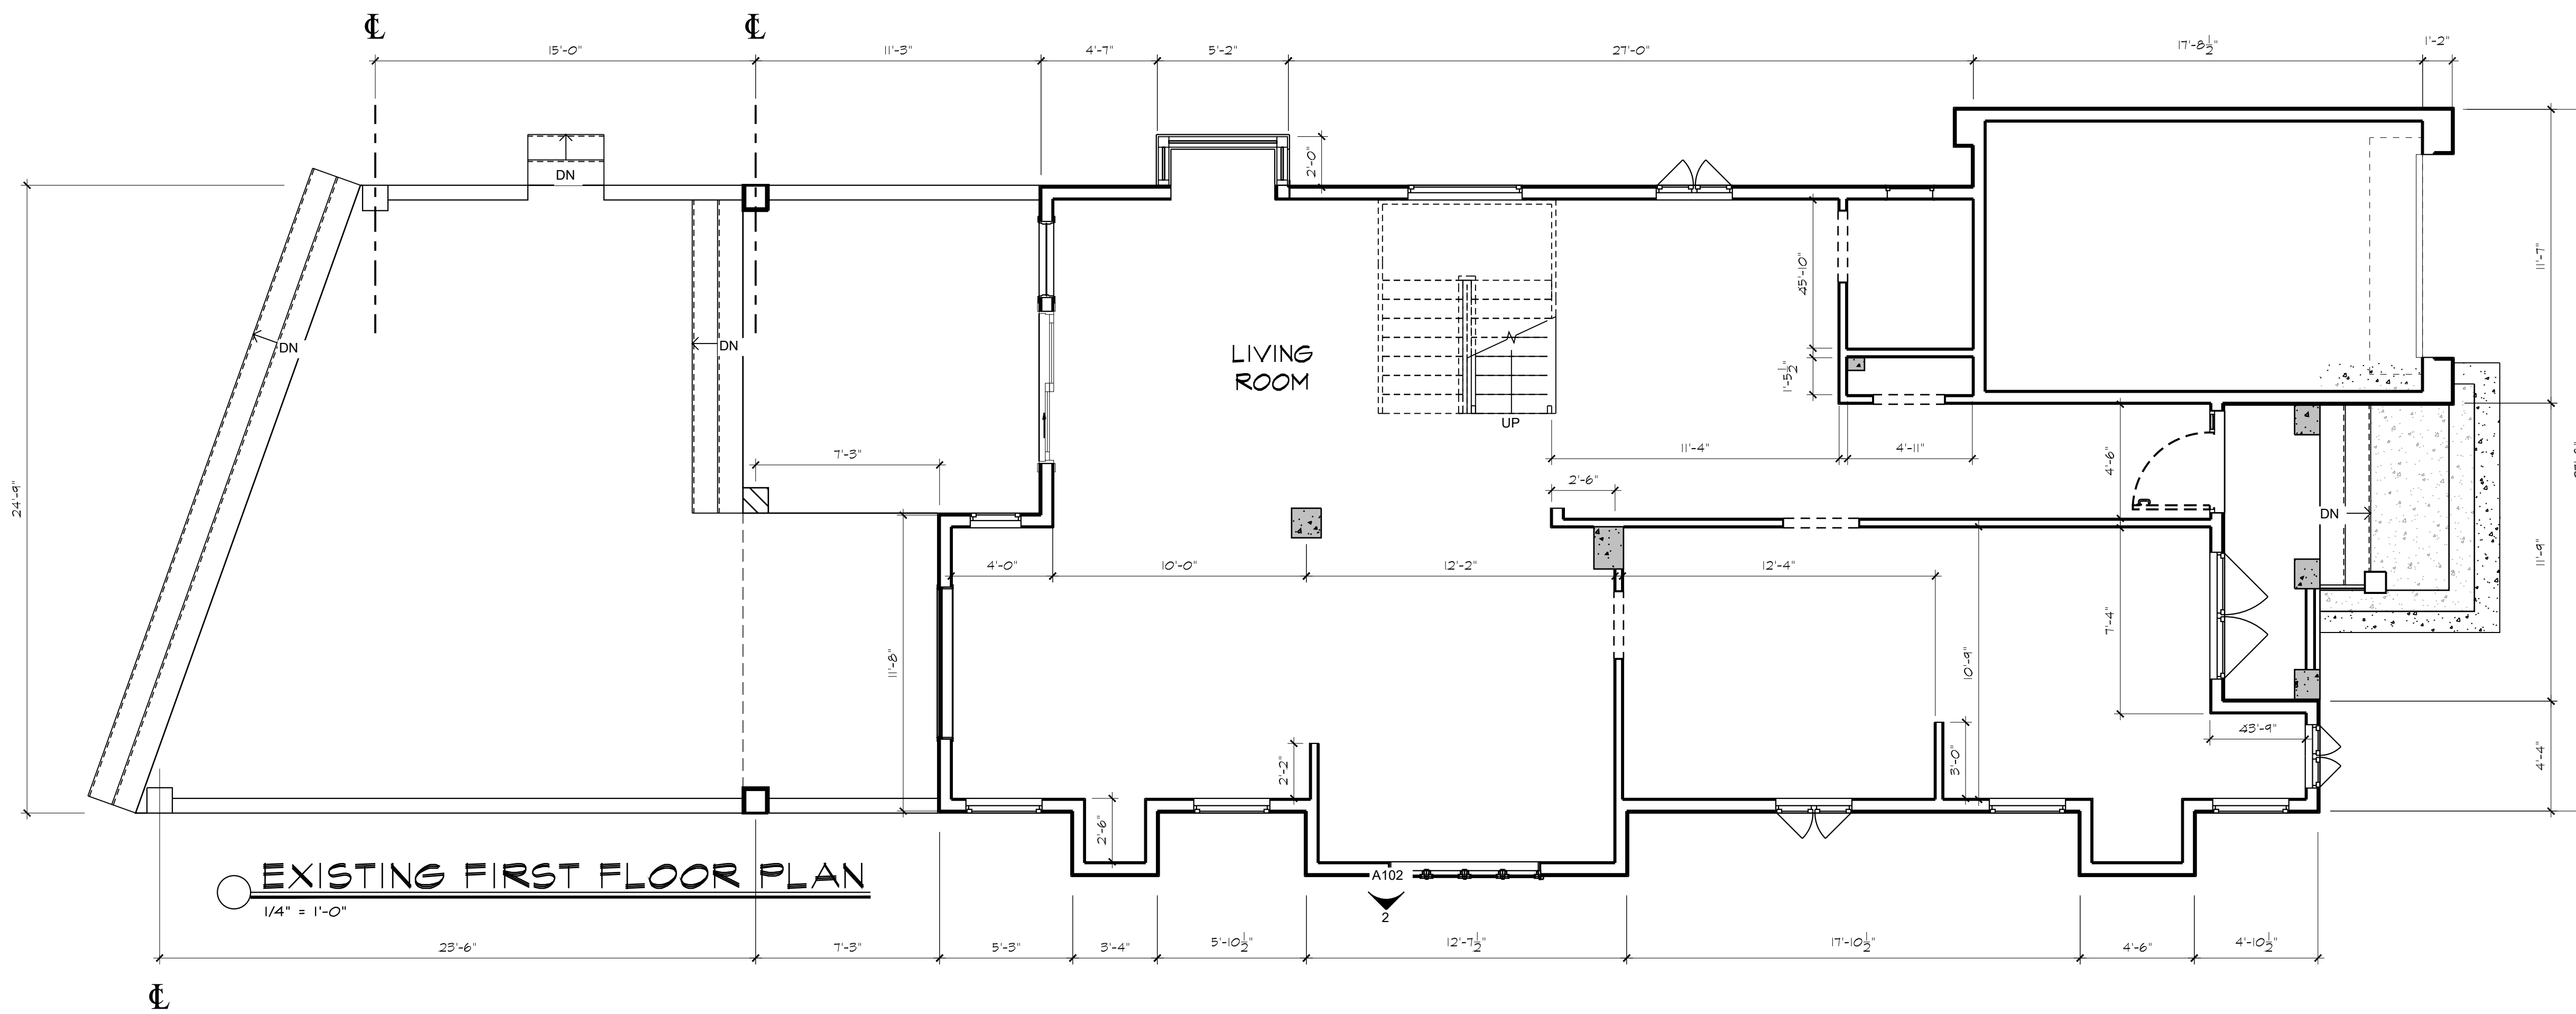 ℄ ℄
15'-0" 11'-3" 4'-7" 5'-2" 27'-0" 17'-8½" 1'-2"
2'-0"
DN
11'-7"
45'-10"
DN
DN
LIVING
ROOM
1'-5½"
UP
11'-4" 4'-11"
4'-6"
7'-3"
2'-6"
24'-9"
DN
4'-0" 10'-0" 12'-2" 12'-4"
11'-9"
7'-4"
11'-8"
10'-9"
43'-9"
2'-2"
3'-0"
4'-4"
2'-6"
EXISTING FIRST FLOOR PLAN
1/4" = 1'-0"
A102
2
23'-6" 7'-3" 5'-3" 3'-4" 5'-10½" 12'-7½" 17'-10½" 4'-6" 4'-10½"
℄